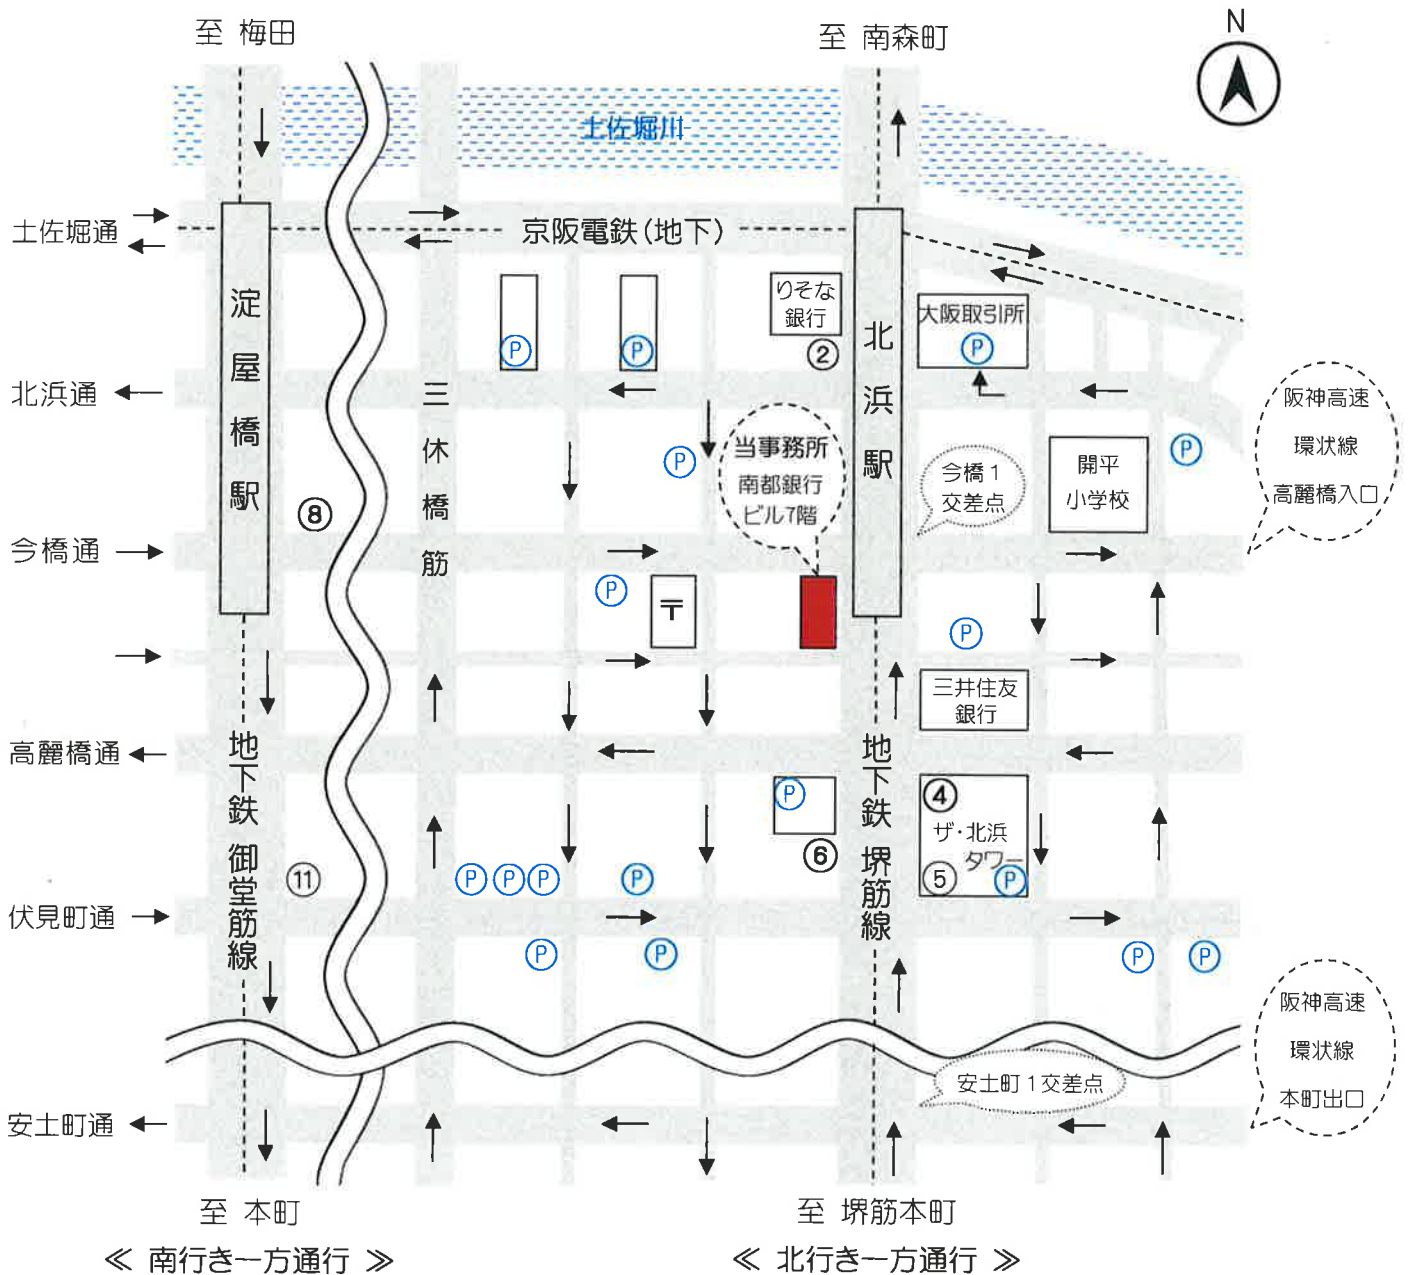 至 梅田
至 南森町
N
土佐堀川
土佐堀通
京阪電鉄(地下)
淀屋橋駅
北浜駅
りそな
銀行
②
大阪取引所
P
P
P
北浜通
三休橋筋
阪神高速
環状線
高麗橋入口
当事務所
南都銀行
ビル7階
P
今橋1
交差点
開平
小学校
P
⑧
今橋通
P
〒
P
三井住友
銀行
高麗橋通
地下鉄 御堂筋線
地下鉄 堺筋線
P
⑥
④
ザ・北浜
タワー
⑤
P
⑪
P P P
P
伏見町通
P
P
P
P
阪神高速
環状線
本町出口
安土町1交差点
安土町通
至 本町
至 堺筋本町
≪ 南行き一方通行 ≫
≪ 北行き一方通行 ≫